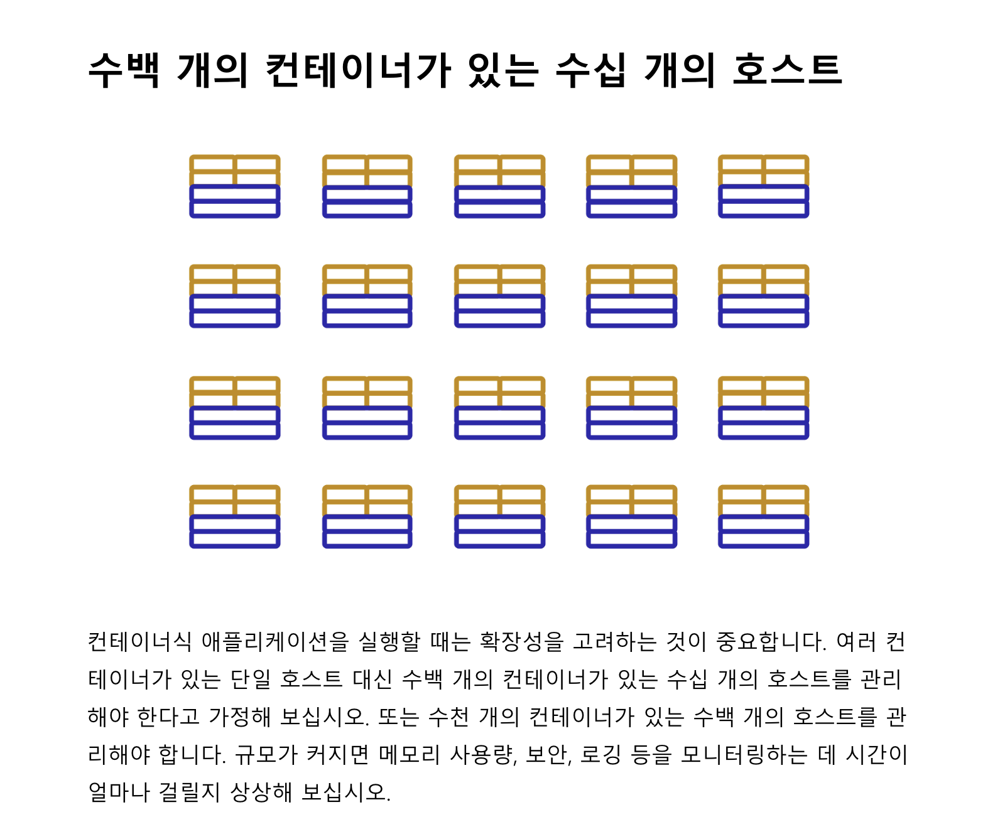 수백 개의 컨테이너가 있는 수십 개의 호스트
컨테이너식 애플리케이션을 실행할 때는 확장성을 고려하는 것이 중요합니다. 여러 컨
테이너가 있는 단일 호스트 대신 수백 개의 컨테이너가 있는 수십 개의 호스트를 관리
해야 한다고 가정해 보십시오. 또는 수천 개의 컨테이너가 있는 수백 개의 호스트를 관
리해야 합니다. 규모가 커지면 메모리 사용량, 보안, 로깅 등을 모니터링하는 데 시간이
얼마나 걸릴지 상상해 보십시오.